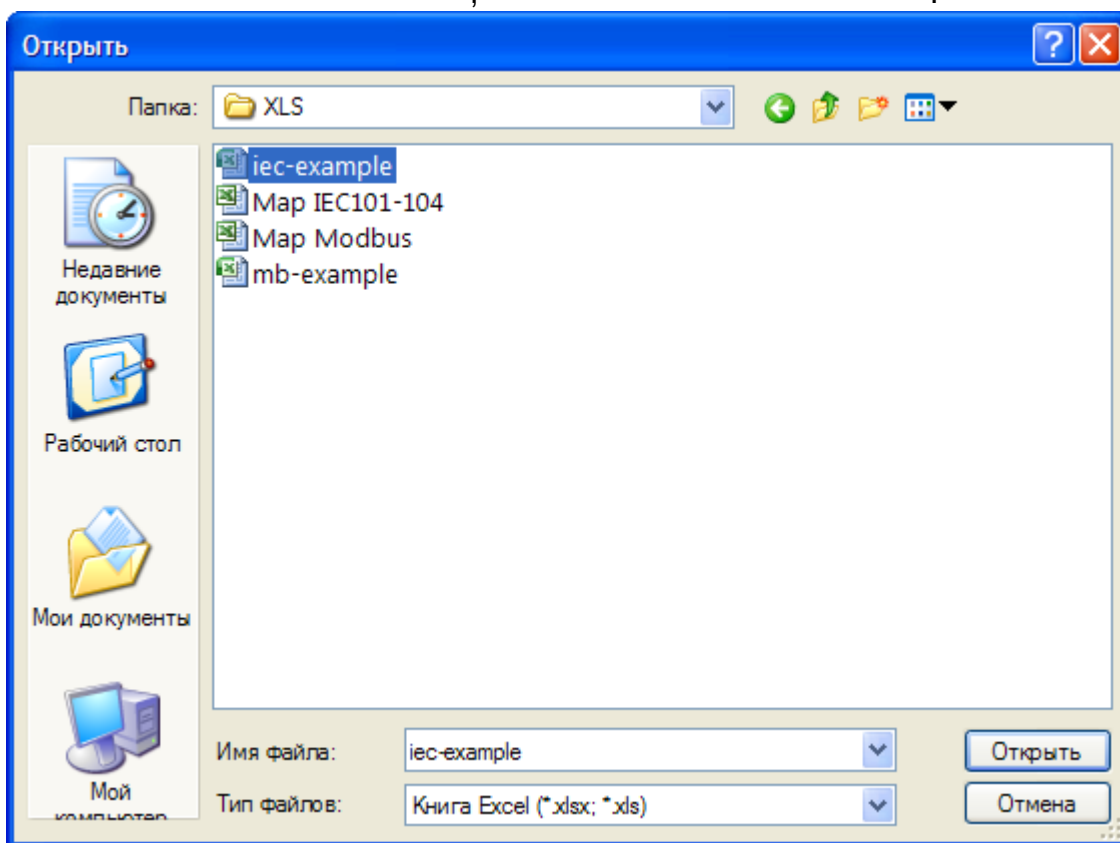 Открыть
Папка: XLS
iec-example
Map IEC101-104
Map Modbus
mb-example
Недавние
документы
Рабочий стол
Мои документы
Мой
компьютер
Имя файла: iec-example Открыть
Тип файлов: Книга Excel (*.xlsx; *.xls) Отмена